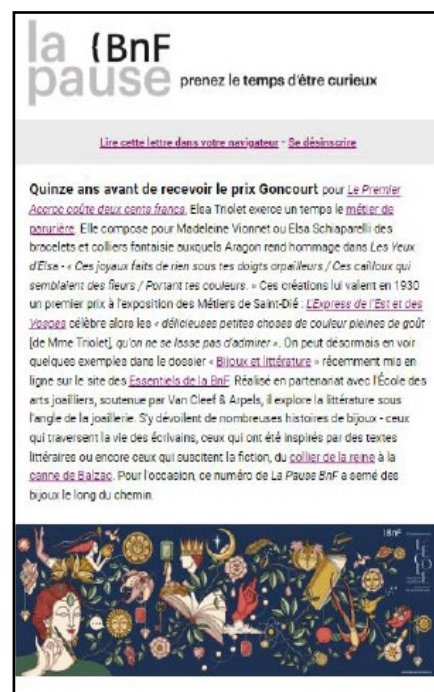 la {BnF
pause prenez le temps d'être curieux
Lire cette lettre dans votre navigateur - Se désinscrire
Quinze ans avant de recevoir le prix Goncourt pour Le Premier
Accroc coûte deux cents francs, Elsa Triolet exerce un temps le métier de
parurière. Elle compose pour Madeleine Vionnet ou Elsa Schiaparelli des
bracelets et colliers fantaisie auxquels Aragon rend hommage dans Les Yeux
d'Elsa - « Ces joyaux faits de rien sous tes doigts orpailleurs / Ces cailloux qui
semblaient des fleurs / Portant tes couleurs. » Ces créations lui valent en 1930
un premier prix à l'exposition des Métiers de Saint-Dié : L'Express de l'Est et des
Vosges célèbre alors les « délicieuses petites choses de couleur pleines de goût
[de Mme Triolet], qu'on ne se lasse pas d'admirer ». On peut désormais en voir
quelques exemples dans le dossier « Bijoux et littérature » récemment mis en
ligne sur le site des Essentiels de la BnF. Réalisé en partenariat avec l'École des
arts joailliers, soutenue par Van Cleef & Arpels, il explore la littérature sous
l'angle de la joaillerie. S'y dévoilent de nombreuses histoires de bijoux - ceux
qui traversent la vie des écrivains, ceux qui ont été inspirés par des textes
littéraires ou encore ceux qui suscitent la fiction, du collier de la reine à la
canne de Balzac. Pour l'occasion, ce numéro de La Pause BnF a semé des
bijoux le long du chemin.
{BnF